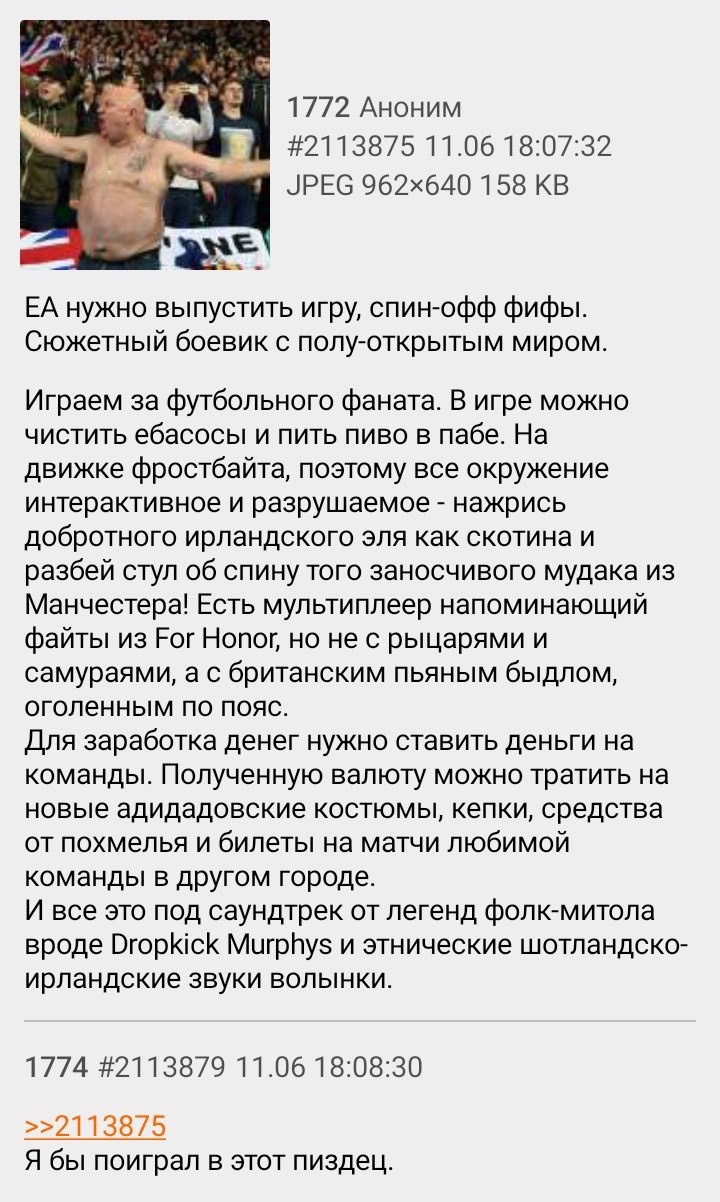 NE
1772 Аноним
#2113875 11.06 18:07:32
JPEG 962×640 158 KB
ЕА нужно выпустить игру, спин-офф фифы.
Сюжетный боевик с полу-открытым миром.
Играем за футбольного фаната. В игре можно
чистить ебасосы и пить пиво в пабе. На
движке фростбайта, поэтому все окружение
интерактивное и разрушаемое - нажрись
добротного ирландского эля как скотина и
разбей стул об спину того заносчивого мудака из
Манчестера! Есть мультиплеер напоминающий
файты из For Honor, но не с рыцарями и
самураями, а с британским пьяным быдлом,
оголенным по пояс.
Для заработка денег нужно ставить деньги на
команды. Полученную валюту можно тратить на
новые адидадовские костюмы, кепки, средства
от похмелья и билеты на матчи любимой
команды в другом городе.
И все это под саундтрек от легенд фолк-митола
вроде Dropkick Murphys и этнические шотландско-
ирландские звуки волынки.
1774 #2113879 11.06 18:08:30
>>2113875
Я бы поиграл в этот пиздец.